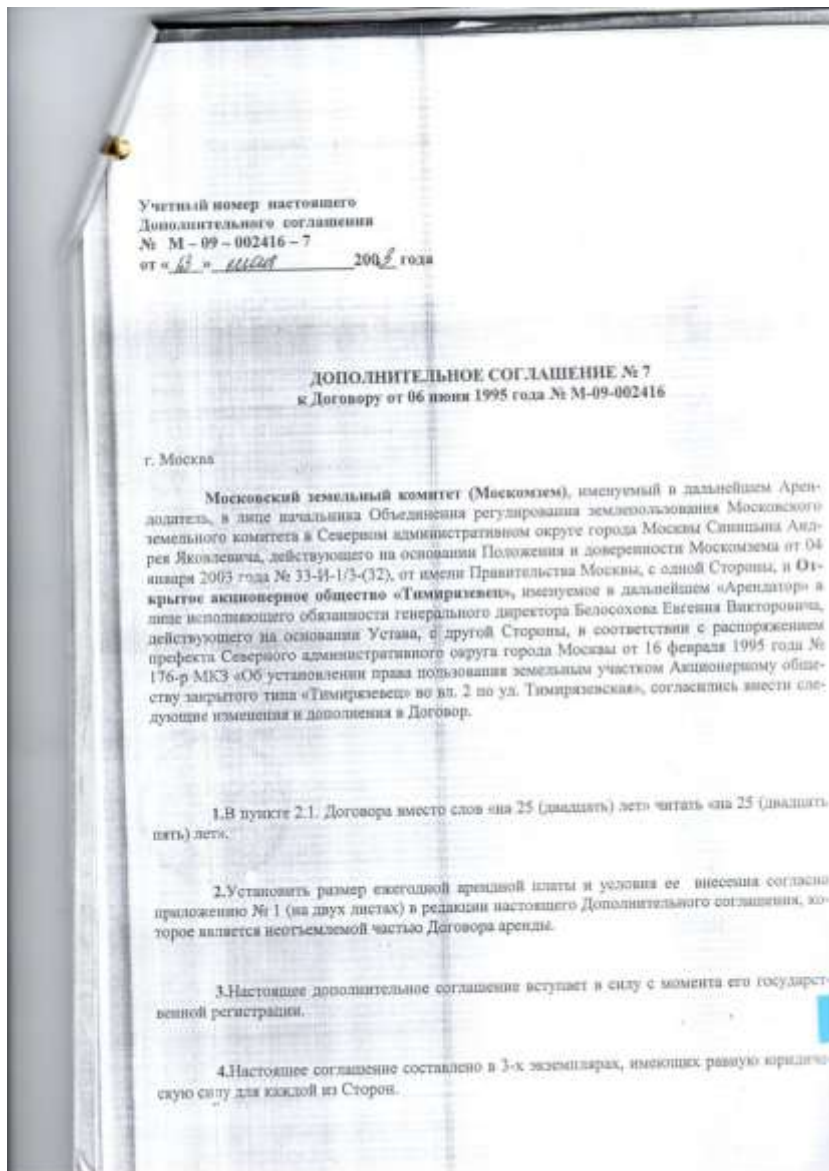 Учетный номер настоящего
Дополнительного соглашения
№ М – 09 – 002416 – 7
от « 13 » мая 2003 года
ДОПОЛНИТЕЛЬНОЕ СОГЛАШЕНИЕ № 7
к Договору от 06 июня 1995 года № М-09-002416
г. Москва
Московский земельный комитет (Москомзем), именуемый в дальнейшем Арен-
додатель, в лице начальника Объединения регулирования землепользования Московского
земельного комитета в Северном административном округе города Москвы Синицына Анд-
рея Яковлевича, действующего на основании Положения и доверенности Москомзема от 04
января 2003 года № 33-И-1/3-(32), от имени Правительства Москвы, с одной Стороны, и От-
крытое акционерное общество «Тимирязевец», именуемое в дальнейшем «Арендатор» в
лице исполняющего обязанности генерального директора Белосохова Евгения Викторовича,
действующего на основании Устава, с другой Стороны, в соответствии с распоряжением
префекта Северного административного округа города Москвы от 16 февраля 1995 года №
176-р МКЗ «Об установлении права пользования земельным участком Акционерному обще-
ству закрытого типа «Тимирязевец» во вл. 2 по ул. Тимирязевская», согласились внести сле-
дующие изменения и дополнения в Договор.
1.В пункте 2.1. Договора вместо слов «на 25 (двадцать) лет» читать «на 25 (двадцать
пять) лет».
2.Установить размер ежегодной арендной платы и условия ее внесения согласно
приложению № 1 (на двух листах) в редакции настоящего Дополнительного соглашения, ко-
торое является неотъемлемой частью Договора аренды.
3.Настоящее дополнительное соглашение вступает в силу с момента его государст-
венной регистрации.
4.Настоящее соглашение составлено в 3-х экземплярах, имеющих равную юридиче-
скую силу для каждой из Сторон.